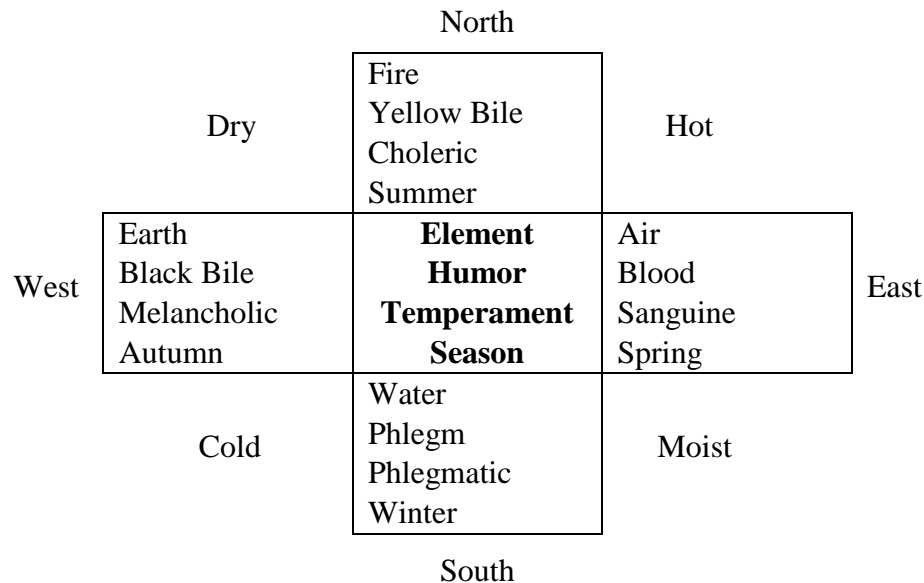 North
Fire
Yellow Bile
Choleric
Summer
Dry
Hot
Earth
Black Bile
Melancholic
Autumn
Element
Humor
Temperament
Season
Air
Blood
Sanguine
Spring
West
East
Water
Phlegm
Phlegmatic
Winter
Cold
Moist
South